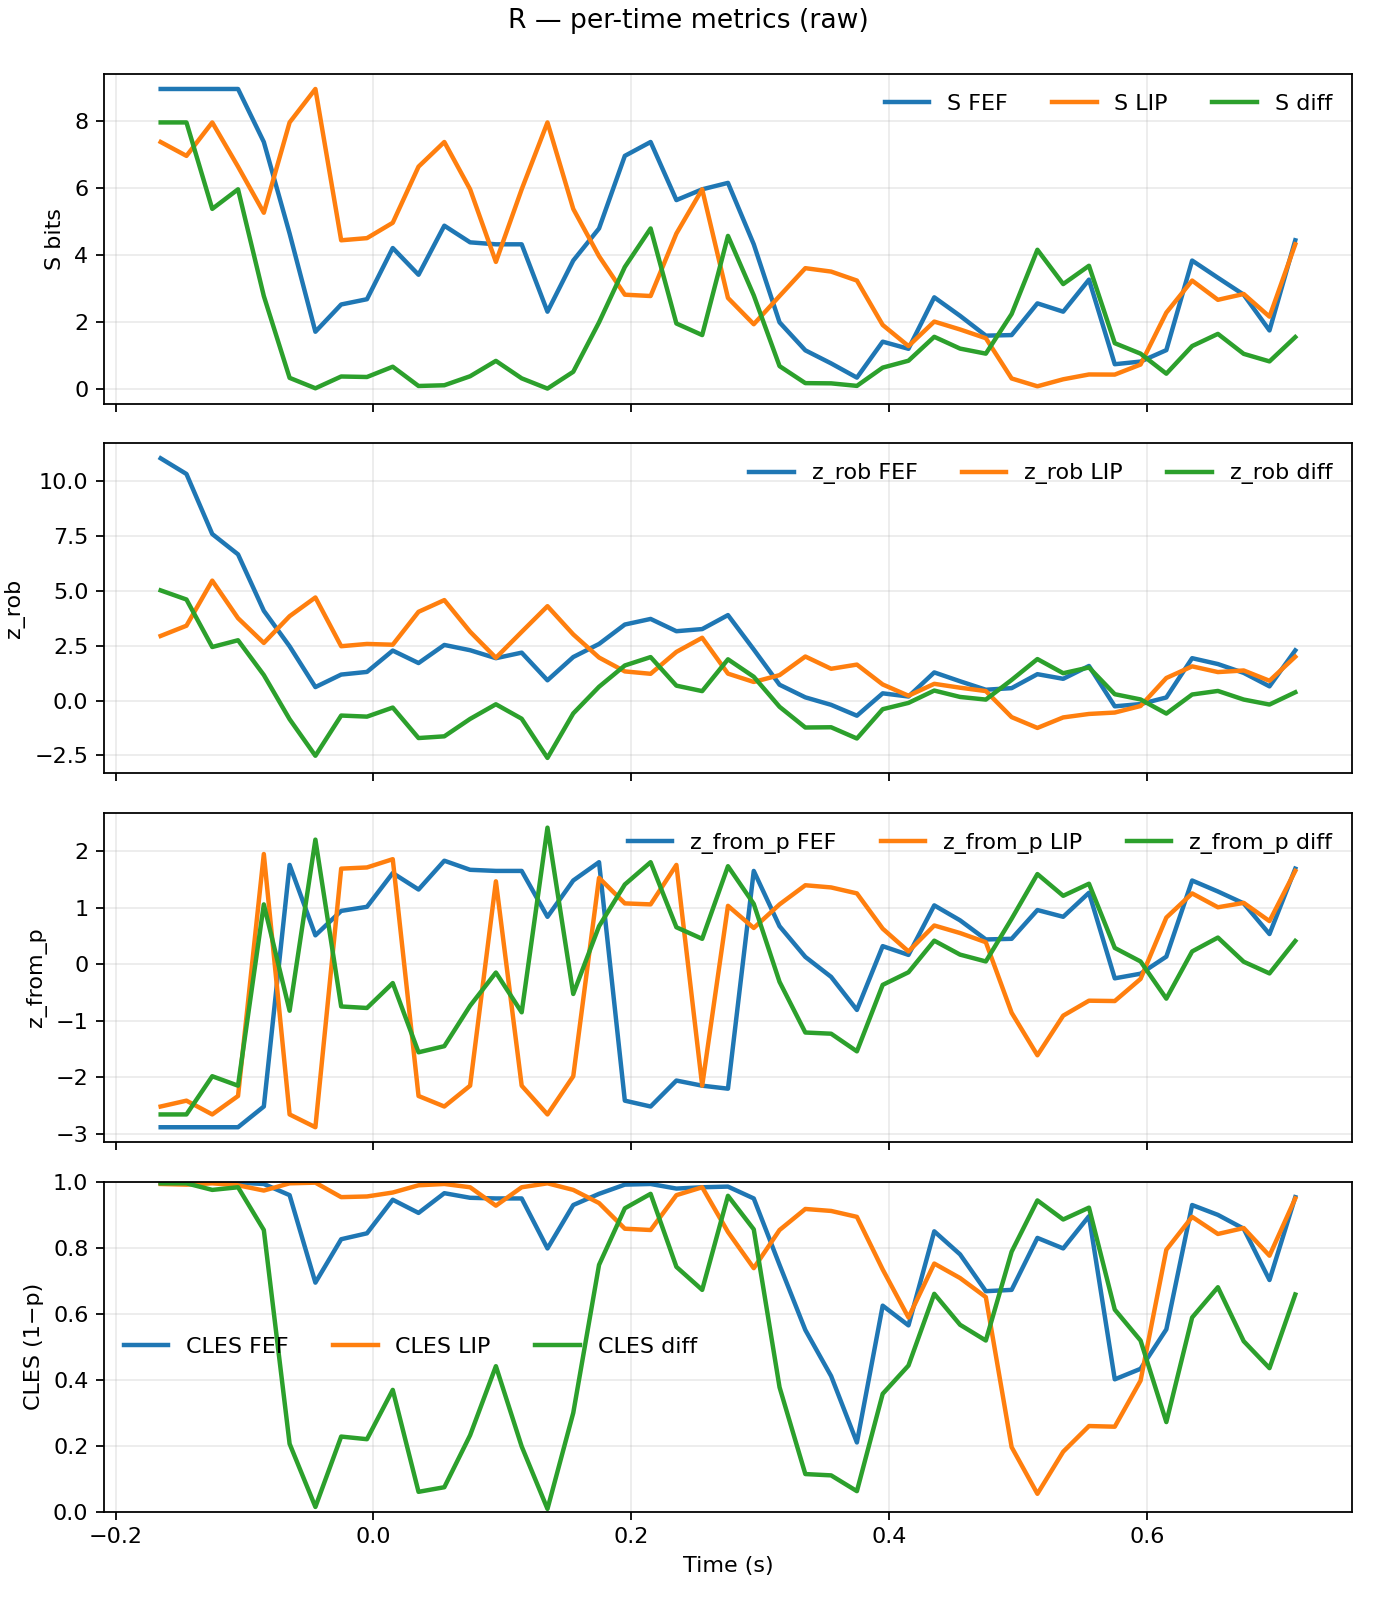 R — per-time metrics (raw)
S FEF S LIP S diff
8
6
4
2
0
S bits
z_rob FEF z_rob LIP z_rob diff
10.0
7.5
5.0
2.5
0.0
−2.5
z_rob
z_from_p FEF z_from_p LIP z_from_p diff
2
1
0
−1
−2
−3
z_from_p
1.0
0.8
0.6
0.4
0.2
0.0
CLES (1−p)
CLES FEF CLES LIP CLES diff
−0.2 0.0 0.2 0.4 0.6
Time (s)